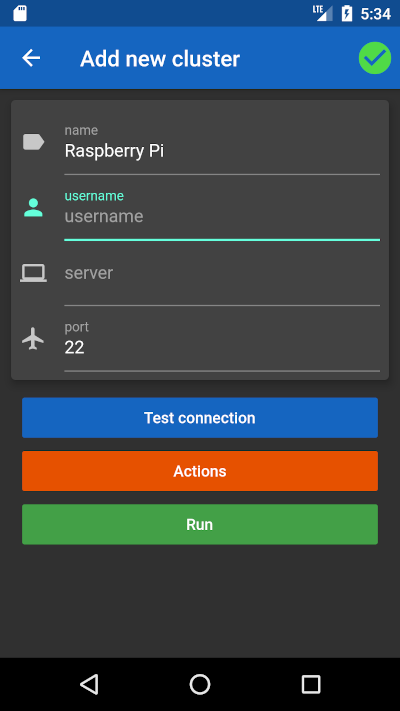 LTE 5:34
Add new cluster
name
Raspberry Pi
username
username
server
port
22
Test connection
Actions
Run